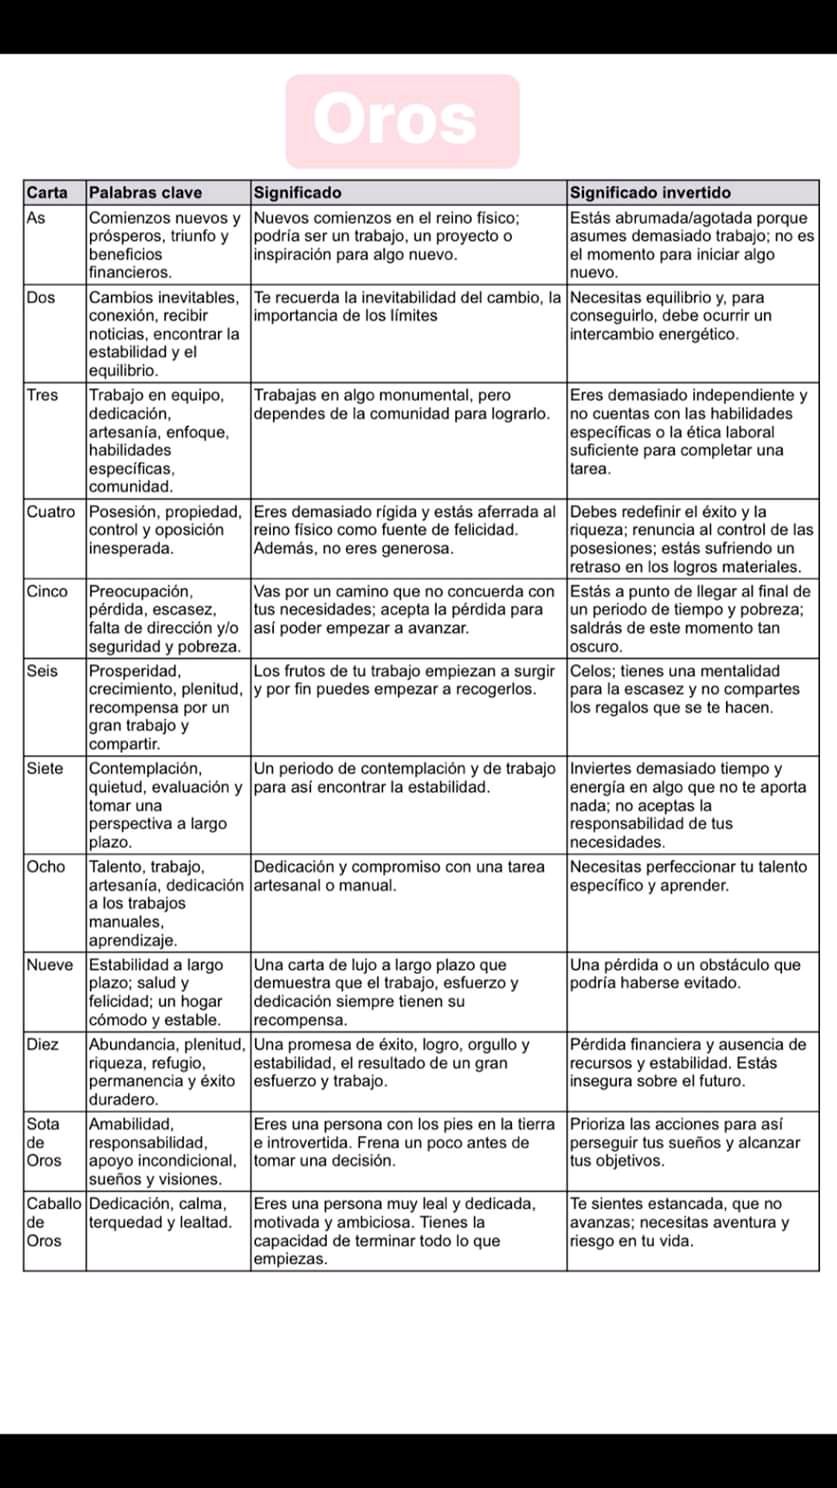 Oros
Carta Palabras clave Significado Significado invertido
As
Comienzos nuevos y
prósperos, triunfo y
beneficios
financieros.
Nuevos comienzos en el reino físico;
podría ser un trabajo, un proyecto o
inspiración para algo nuevo.
Estás abrumada/agotada porque
asumes demasiado trabajo; no es
el momento para iniciar algo
nuevo.
Dos
Cambios inevitables,
conexión, recibir
noticias, encontrar la
estabilidad y el
equilibrio.
Te recuerda la inevitabilidad del cambio, la
importancia de los límites
Necesitas equilibrio y, para
conseguirlo, debe ocurrir un
intercambio energético.
Tres
Trabajo en equipo,
dedicación,
artesanía, enfoque,
habilidades
específicas,
comunidad.
Trabajas en algo monumental, pero
dependes de la comunidad para lograrlo.
Eres demasiado independiente y
no cuentas con las habilidades
específicas o la ética laboral
suficiente para completar una
tarea.
Cuatro
Posesión, propiedad,
control y oposición
inesperada.
Eres demasiado rígida y estás aferrada al
reino físico como fuente de felicidad.
Además, no eres generosa.
Debes redefinir el éxito y la
riqueza; renuncia al control de las
posesiones; estás sufriendo un
retraso en los logros materiales.
Cinco
Preocupación,
pérdida, escasez,
falta de dirección y/o
seguridad y pobreza.
Vas por un camino que no concuerda con
tus necesidades; acepta la pérdida para
así poder empezar a avanzar.
Estás a punto de llegar al final de
un periodo de tiempo y pobreza;
saldrás de este momento tan
oscuro.
Seis
Prosperidad,
crecimiento, plenitud,
recompensa por un
gran trabajo y
compartir.
Los frutos de tu trabajo empiezan a surgir
y por fin puedes empezar a recogerlos.
Celos; tienes una mentalidad
para la escasez y no compartes
los regalos que se te hacen.
Siete
Contemplación,
quietud, evaluación y
tomar una
perspectiva a largo
plazo.
Un periodo de contemplación y de trabajo
para así encontrar la estabilidad.
Inviertes demasiado tiempo y
energía en algo que no te aporta
nada; no aceptas la
responsabilidad de tus
necesidades.
Ocho
Talento, trabajo,
artesanía, dedicación
a los trabajos
manuales,
aprendizaje.
Dedicación y compromiso con una tarea
artesanal o manual.
Necesitas perfeccionar tu talento
específico y aprender.
Nueve
Estabilidad a largo
plazo; salud y
felicidad; un hogar
cómodo y estable.
Una carta de lujo a largo plazo que
demuestra que el trabajo, esfuerzo y
dedicación siempre tienen su
recompensa.
Una pérdida o un obstáculo que
podría haberse evitado.
Diez
Abundancia, plenitud,
riqueza, refugio,
permanencia y éxito
duradero.
Una promesa de éxito, logro, orgullo y
estabilidad, el resultado de un gran
esfuerzo y trabajo.
Pérdida financiera y ausencia de
recursos y estabilidad. Estás
insegura sobre el futuro.
Sota
de
Oros
Amabilidad,
responsabilidad,
apoyo incondicional,
sueños y visiones.
Eres una persona con los pies en la tierra
e introvertida. Frena un poco antes de
tomar una decisión.
Prioriza las acciones para así
perseguir tus sueños y alcanzar
tus objetivos.
Caballo
de
Oros
Dedicación, calma,
terquedad y lealtad.
Eres una persona muy leal y dedicada,
motivada y ambiciosa. Tienes la
capacidad de terminar todo lo que
empiezas.
Te sientes estancada, que no
avanzas; necesitas aventura y
riesgo en tu vida.